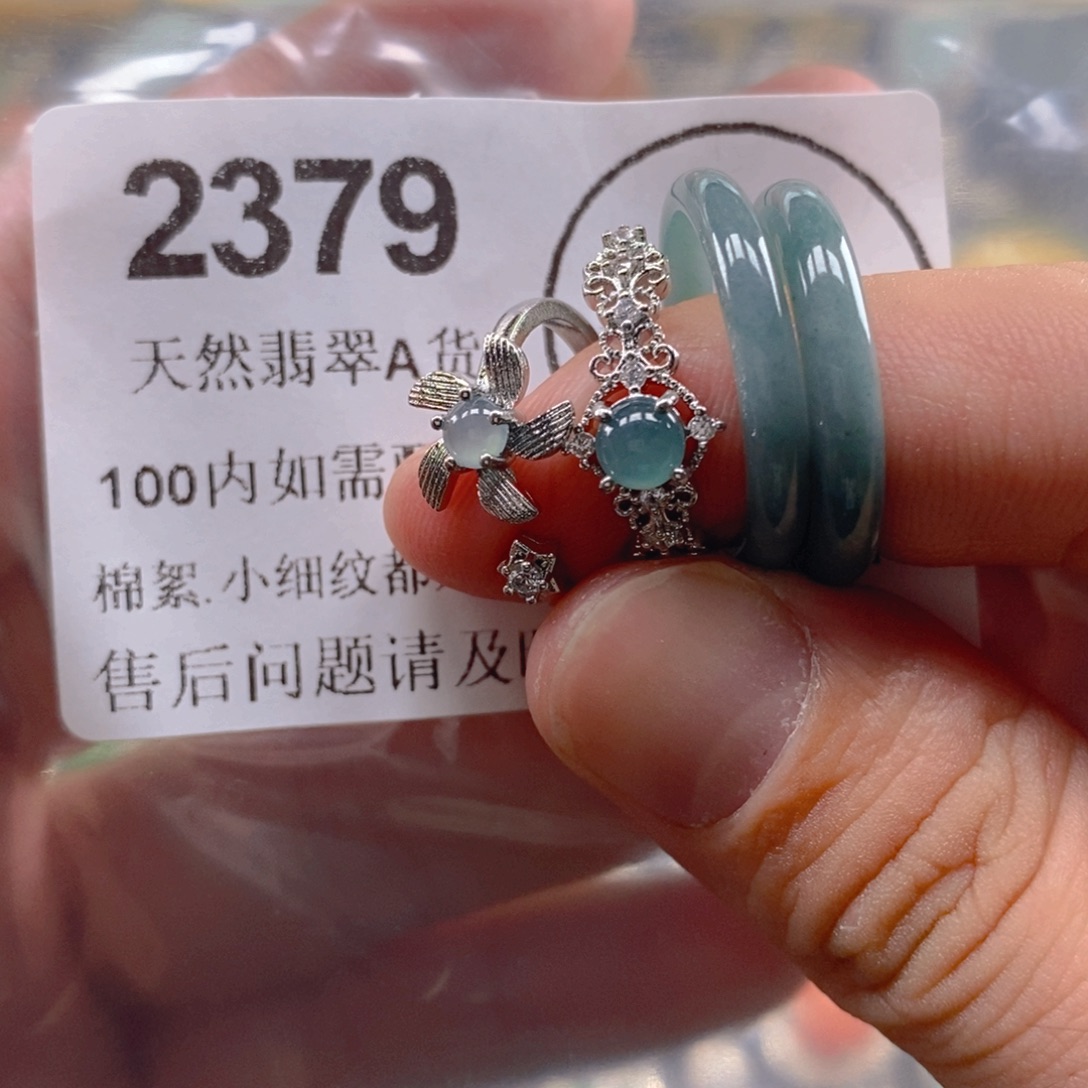 2379
天然翡翠A货
100内如需
棉絮.小细纹都
售后问题请及